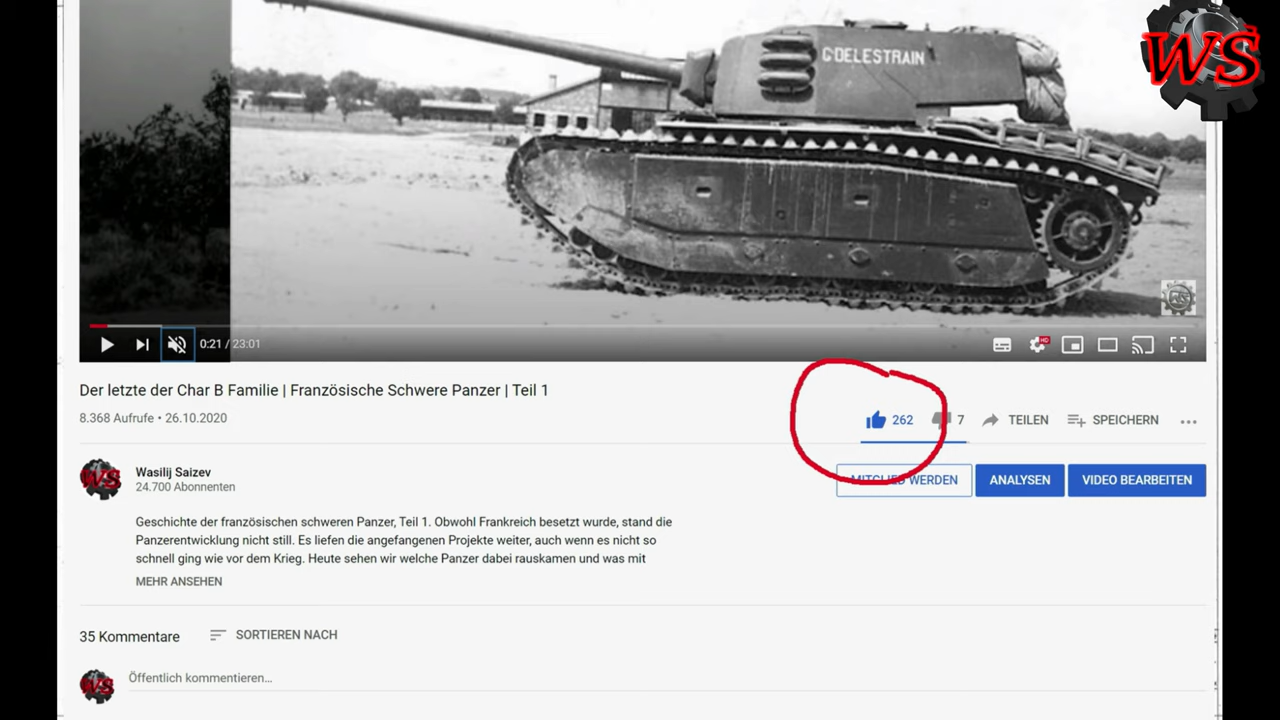 WS
G·DELESTRAIN
WS
0:21 / 23:01
HD
Der letzte der Char B Familie | Französische Schwere Panzer | Teil 1
8.368 Aufrufe • 26.10.2020
262
7
TEILEN
SPEICHERN
WS
Wasilij Saizev
24.700 Abonnenten
MITGLIED WERDEN
ANALYSEN
VIDEO BEARBEITEN
Geschichte der französischen schweren Panzer, Teil 1. Obwohl Frankreich besetzt wurde, stand die
Panzerentwicklung nicht still. Es liefen die angefangenen Projekte weiter, auch wenn es nicht so
schnell ging wie vor dem Krieg. Heute sehen wir welche Panzer dabei rauskamen und was mit
MEHR ANSEHEN
35 Kommentare
SORTIEREN NACH
WS
Öffentlich kommentieren...